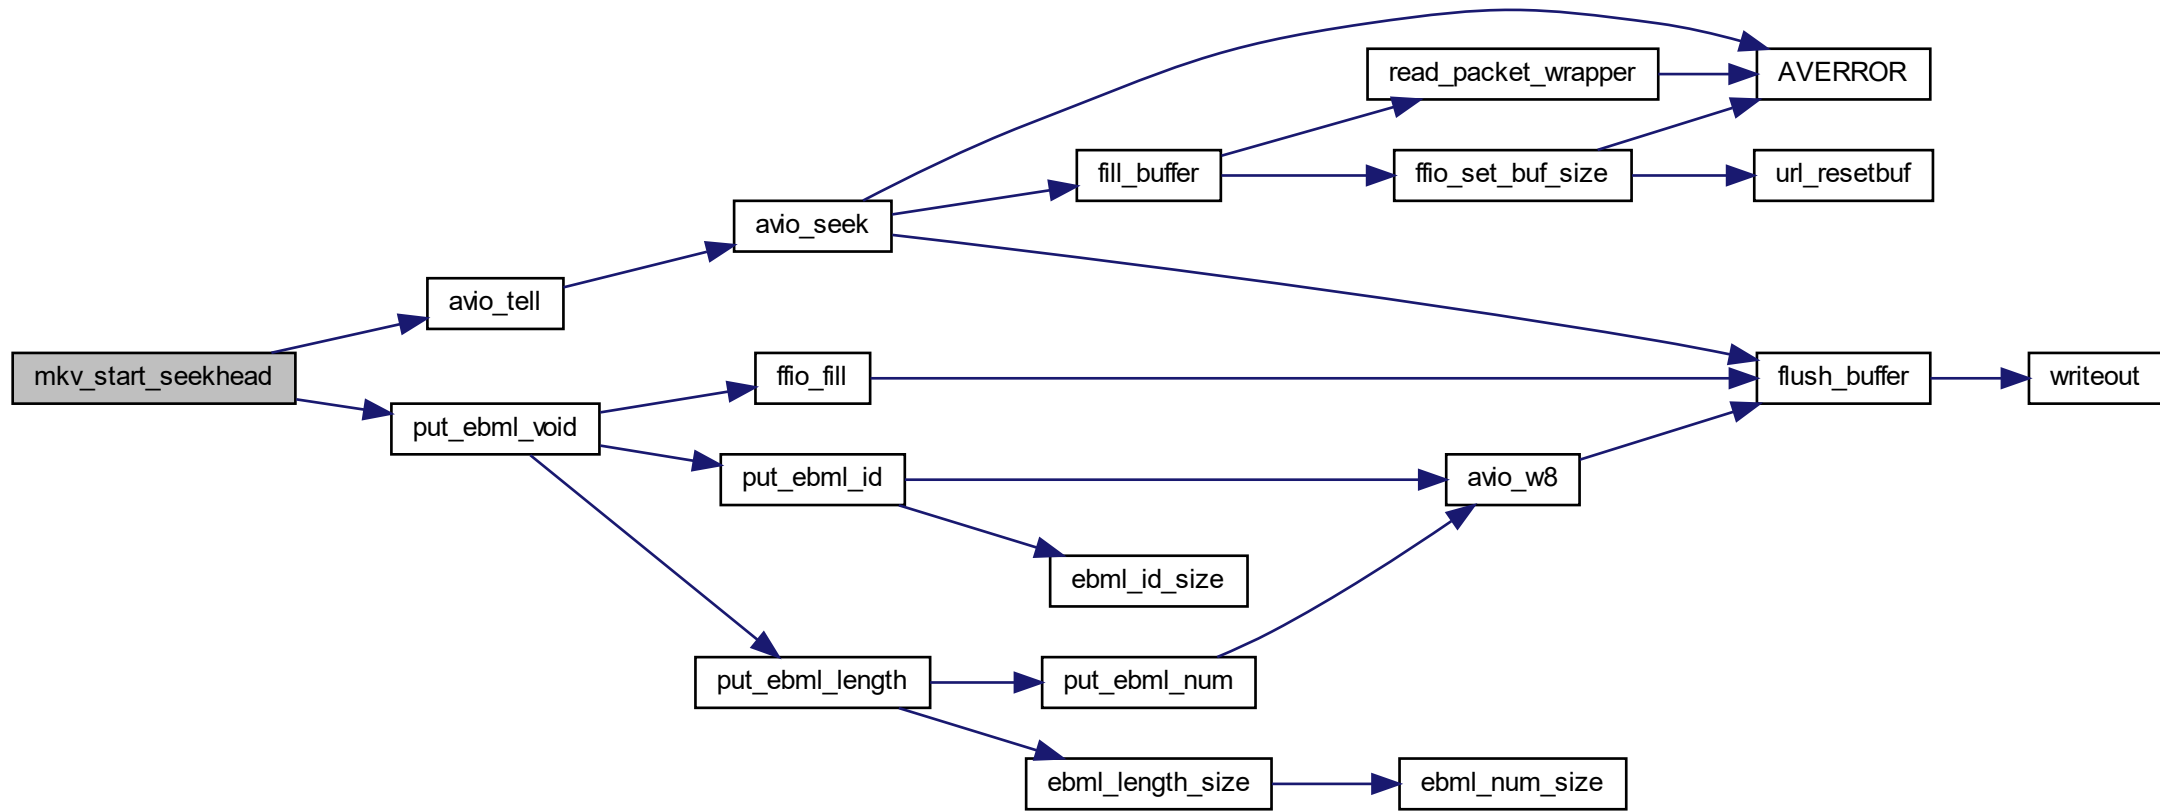 read_packet_wrapper
AVERROR
fill_buffer
ffio_set_buf_size
url_resetbuf
avio_seek
avio_tell
mkv_start_seekhead
ffio_fill
flush_buffer
writeout
put_ebml_void
put_ebml_id
avio_w8
ebml_id_size
put_ebml_length
put_ebml_num
ebml_length_size
ebml_num_size